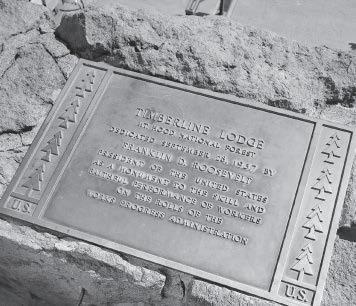 TIMBERLINE LODGE
MT. HOOD NATIONAL FOREST
DEDICATED SEPTEMBER 28, 1937, BY
FRANKLIN D. ROOSEVELT
PRESIDENT OF THE UNITED STATES
AS A MONUMENT TO THE SKILL AND
FAITHFUL PERFORMANCE OF WORKERS
ON THE ROLLS OF THE
WORKS PROGRESS ADMINISTRATION
U.S.
U.S.